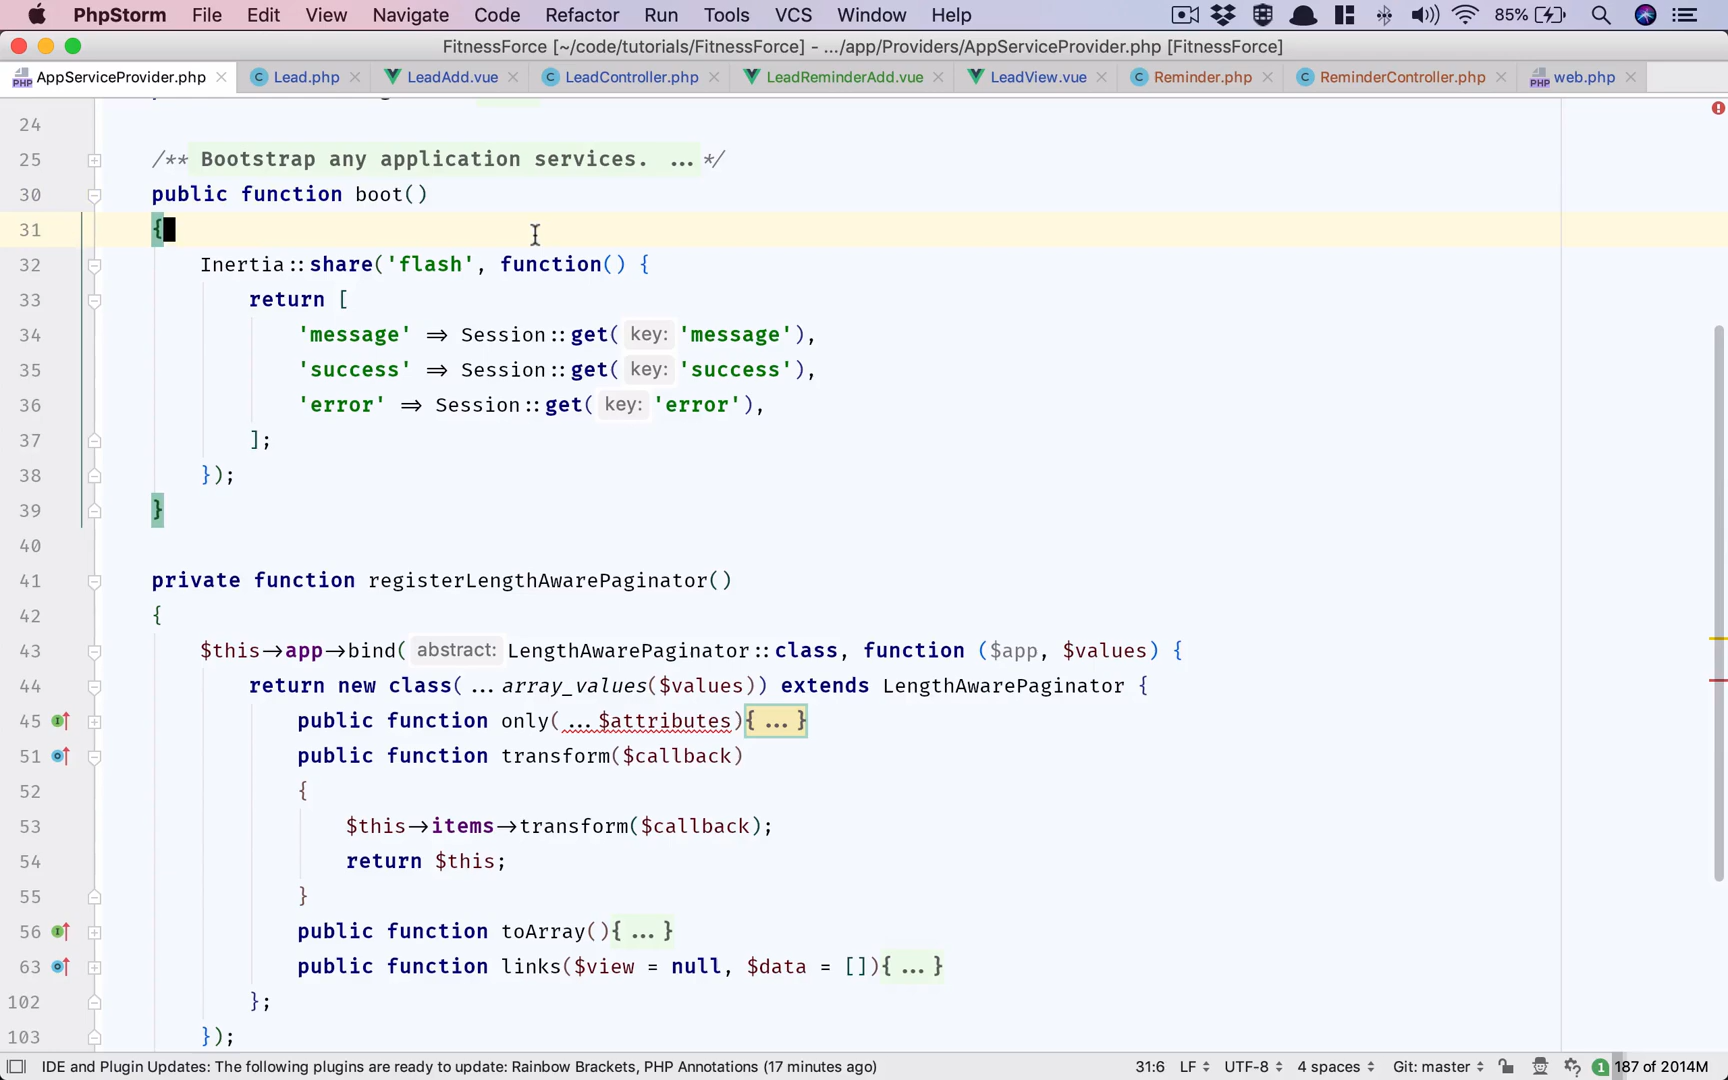 PhpStorm File Edit View Navigate Code Refactor Run Tools VCS Window Help 85%
FitnessForce [~/code/tutorials/FitnessForce] - .../app/Providers/AppServiceProvider.php [FitnessForce]
AppServiceProvider.php Lead.php LeadAdd.vue LeadController.php LeadReminderAdd.vue LeadView.vue Reminder.php ReminderController.php web.php
24
25 /** Bootstrap any application services. ...*/
30 public function boot()
31 {
32 Inertia::share('flash', function() {
33 return [
34 'message' => Session::get( key: 'message'),
35 'success' => Session::get( key: 'success'),
36 'error' => Session::get( key: 'error'),
37 ];
38 });
39 }
40
41 private function registerLengthAwarePaginator()
42 {
43 $this->app->bind( abstract: LengthAwarePaginator::class, function ($app, $values) {
44 return new class(...array_values($values)) extends LengthAwarePaginator {
45 public function only(...$attributes){...}
51 public function transform($callback)
52 {
53 $this->items->transform($callback);
54 return $this;
55 }
56 public function toArray(){...}
63 public function links($view = null, $data = []){...}
102 };
103 });
IDE and Plugin Updates: The following plugins are ready to update: Rainbow Brackets, PHP Annotations (17 minutes ago) 31:6 LF UTF-8 4 spaces Git: master 1 187 of 2014M